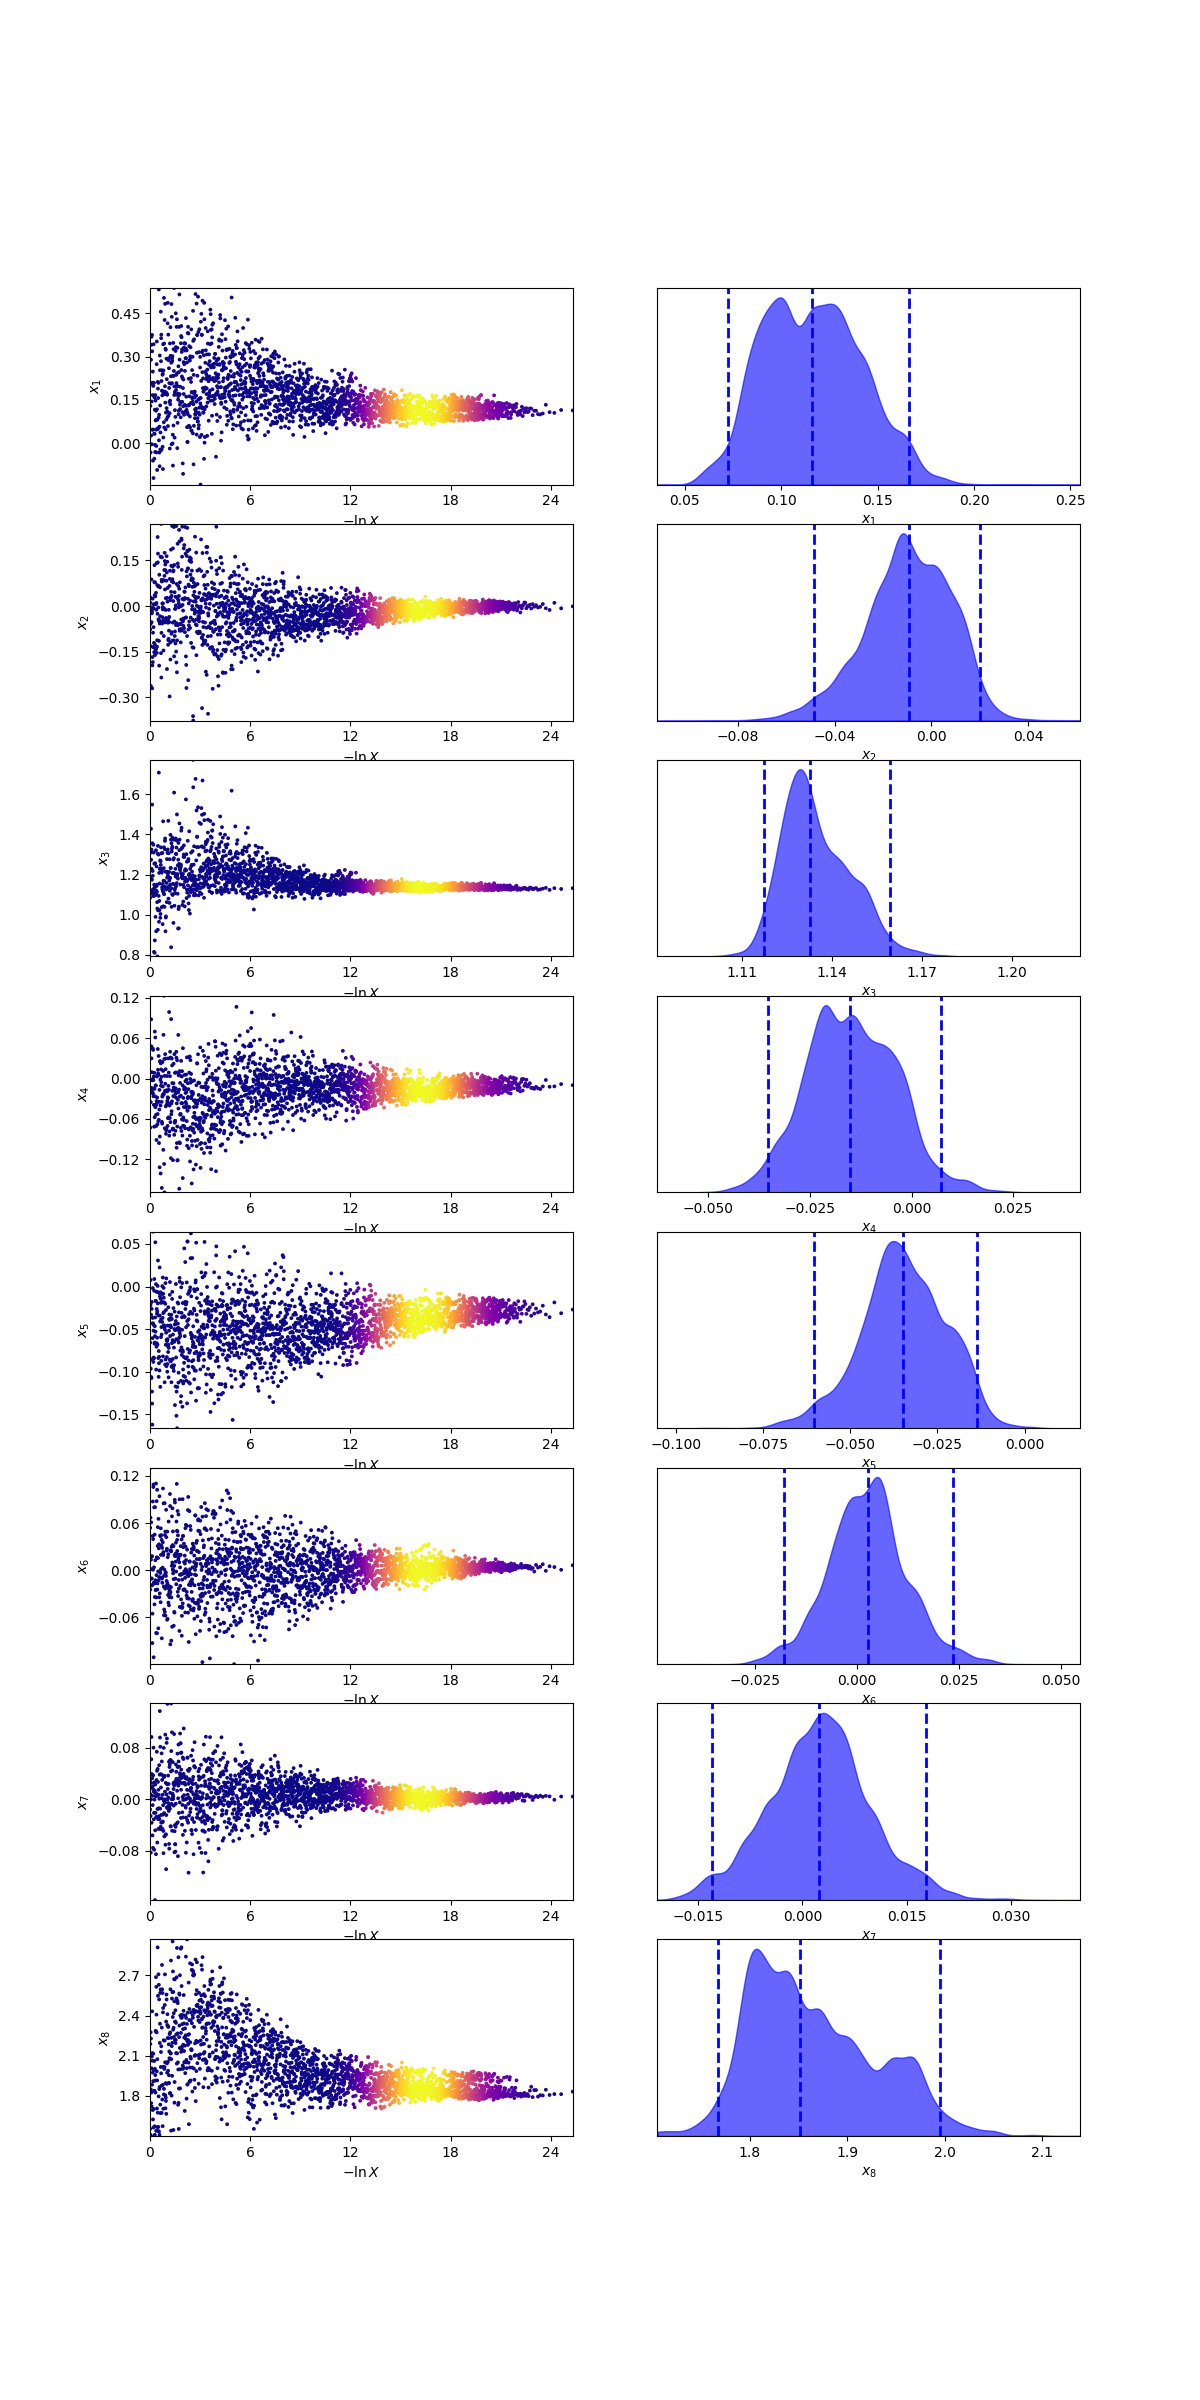 0.45
0.30
0.15
0.00
x₁
0 6 12 18 24
−ln X
0.05 0.10 0.15 0.20 0.25
x₁
0.15
0.00
−0.15
−0.30
x₂
0 6 12 18 24
−ln X
−0.08 −0.04 0.00 0.04
x₂
1.6
1.4
1.2
1.0
0.8
x₃
0 6 12 18 24
−ln X
1.11 1.14 1.17 1.20
x₃
0.12
0.06
0.00
−0.06
−0.12
x₄
0 6 12 18 24
−ln X
−0.050 −0.025 0.000 0.025
x₄
0.05
0.00
−0.05
−0.10
−0.15
x₅
0 6 12 18 24
−ln X
−0.100 −0.075 −0.050 −0.025 0.000
x₅
0.12
0.06
0.00
−0.06
x₆
0 6 12 18 24
−ln X
−0.025 0.000 0.025 0.050
x₆
0.08
0.00
−0.08
x₇
0 6 12 18 24
−ln X
−0.015 0.000 0.015 0.030
x₇
2.7
2.4
2.1
1.8
x₈
0 6 12 18 24
−ln X
1.8 1.9 2.0 2.1
x₈